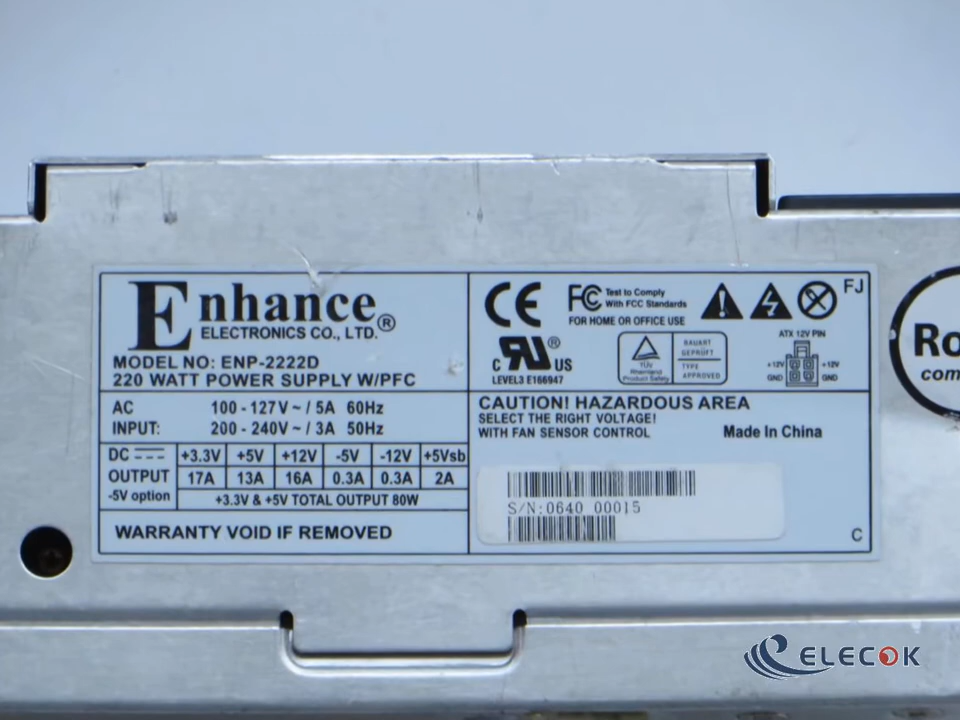 Enhance®
ELECTRONICS CO., LTD.
MODEL NO: ENP-2222D
220 WATT POWER SUPPLY W/PFC
AC 100 - 127V ~ / 5A 60Hz
INPUT: 200 - 240V ~ / 3A 50Hz
DC +3.3V +5V +12V -5V -12V +5Vsb
OUTPUT 17A 13A 16A 0.3A 0.3A 2A
-5V option +3.3V & +5V TOTAL OUTPUT 80W
WARRANTY VOID IF REMOVED
CE FC Test to Comply
With FCC Standards
FOR HOME OR OFFICE USE
FJ
C RU® US
LEVEL3 E166947
TÜV
Rheinland
Product Safety
BAUART
GEPRÜFT
TYPE
APPROVED
ATX 12V PIN
+12V +12V
GND GND
CAUTION! HAZARDOUS AREA
SELECT THE RIGHT VOLTAGE!
WITH FAN SENSOR CONTROL Made In China
S/N:0640 00015
C
Ro
com
ELECOK